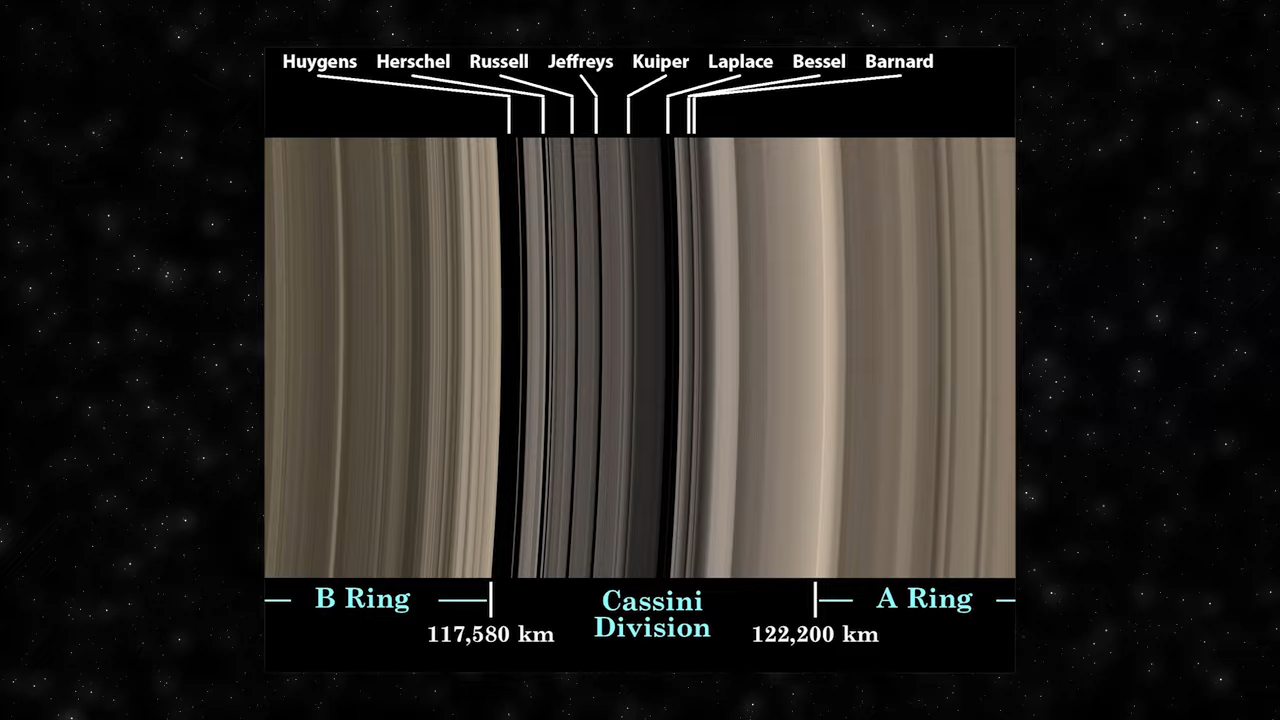 Huygens Herschel Russell Jeffreys Kuiper Laplace Bessel Barnard
B Ring Cassini Division A Ring
117,580 km 122,200 km